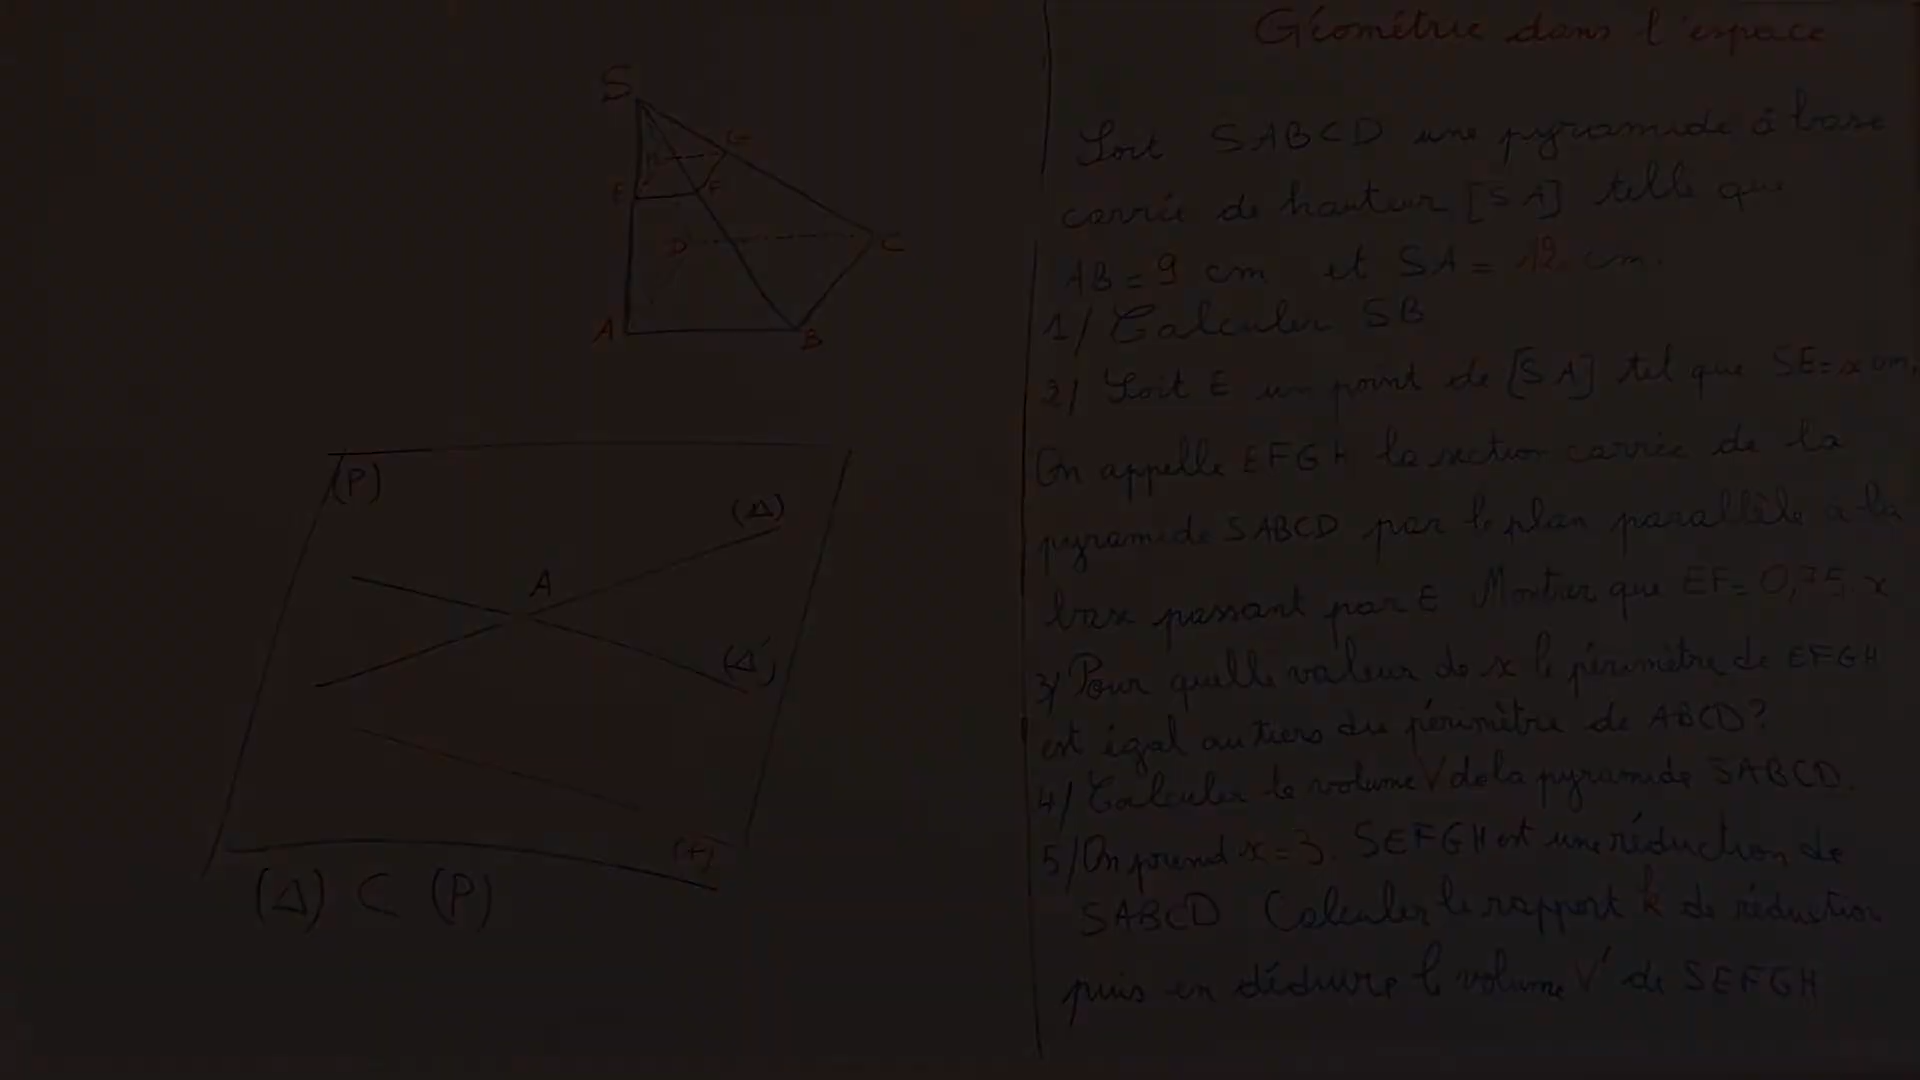 Géométrie dans l'espace
S
G
H
E
F
D
C
A
B
(P)
(Δ)
A
(Δ')
(Δ) C (P)
Soit SABCD une pyramide à base
carrée de hauteur [SA] telle que
AB = 9 cm et SA = 12 cm.
1/ Calculer SB
2/ Soit E un point de [SA] tel que SE = x cm,
On appelle EFGH la section carrée de la
pyramide SABCD par le plan parallèle à la
base passant par E Montrer que EF = 0,75 x
3/ Pour quelle valeur de x le périmètre de EFGH
est égal au tiers du périmètre de ABCD?
4/ Calculer le volume V de la pyramide SABCD.
5/ On prend x = 3. SEFGH est une réduction de
SABCD Calculer le rapport k de réduction
puis en déduire le volume V' de SEFGH